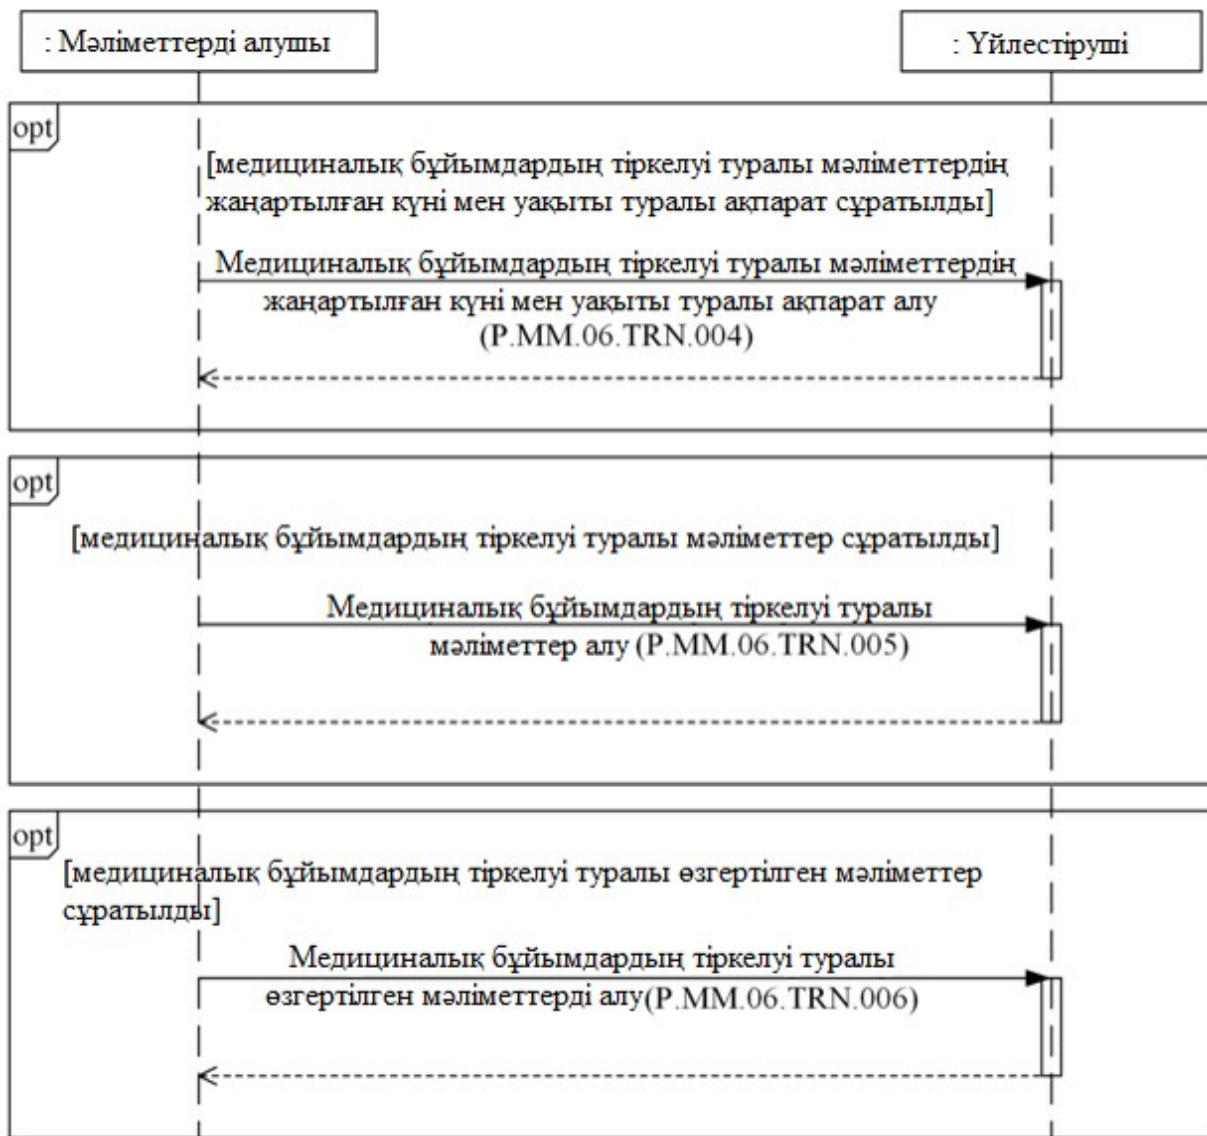 : Мәліметтерді алушы
: Үйлестіруші
opt
[медициналық бұйымдардың тіркелуі туралы мәліметтердің
жаңартылған күні мен уақыты туралы ақпарат сұратылды]
Медициналық бұйымдардың тіркелуі туралы мәліметтердің
жаңартылған күні мен уақыты туралы ақпарат алу
(P.MM.06.TRN.004)
opt
[медициналық бұйымдардың тіркелуі туралы мәліметтер сұратылды]
Медициналық бұйымдардың тіркелуі туралы
мәліметтер алу (P.MM.06.TRN.005)
opt
[медициналық бұйымдардың тіркелуі туралы өзгертілген мәліметтер
сұратылды]
Медициналық бұйымдардың тіркелуі туралы
өзгертілген мәліметтерді алу(P.MM.06.TRN.006)